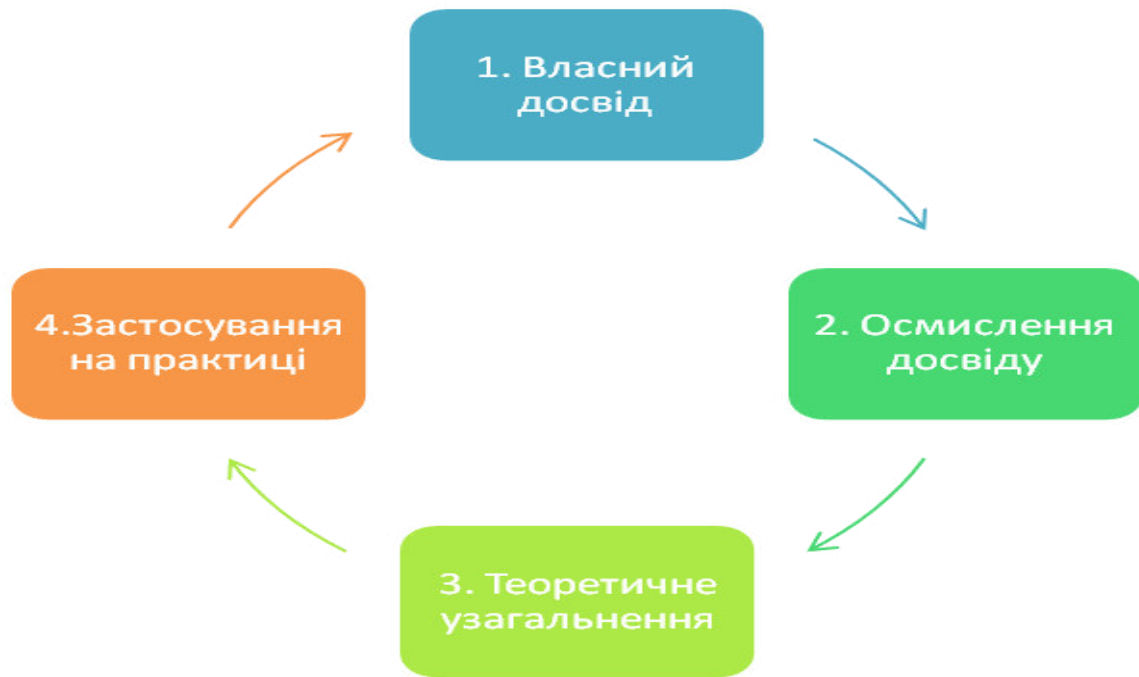 1. Власний
досвід
2. Осмислення
досвіду
3. Теоретичне
узагальнення
4.Застосування
на практиці